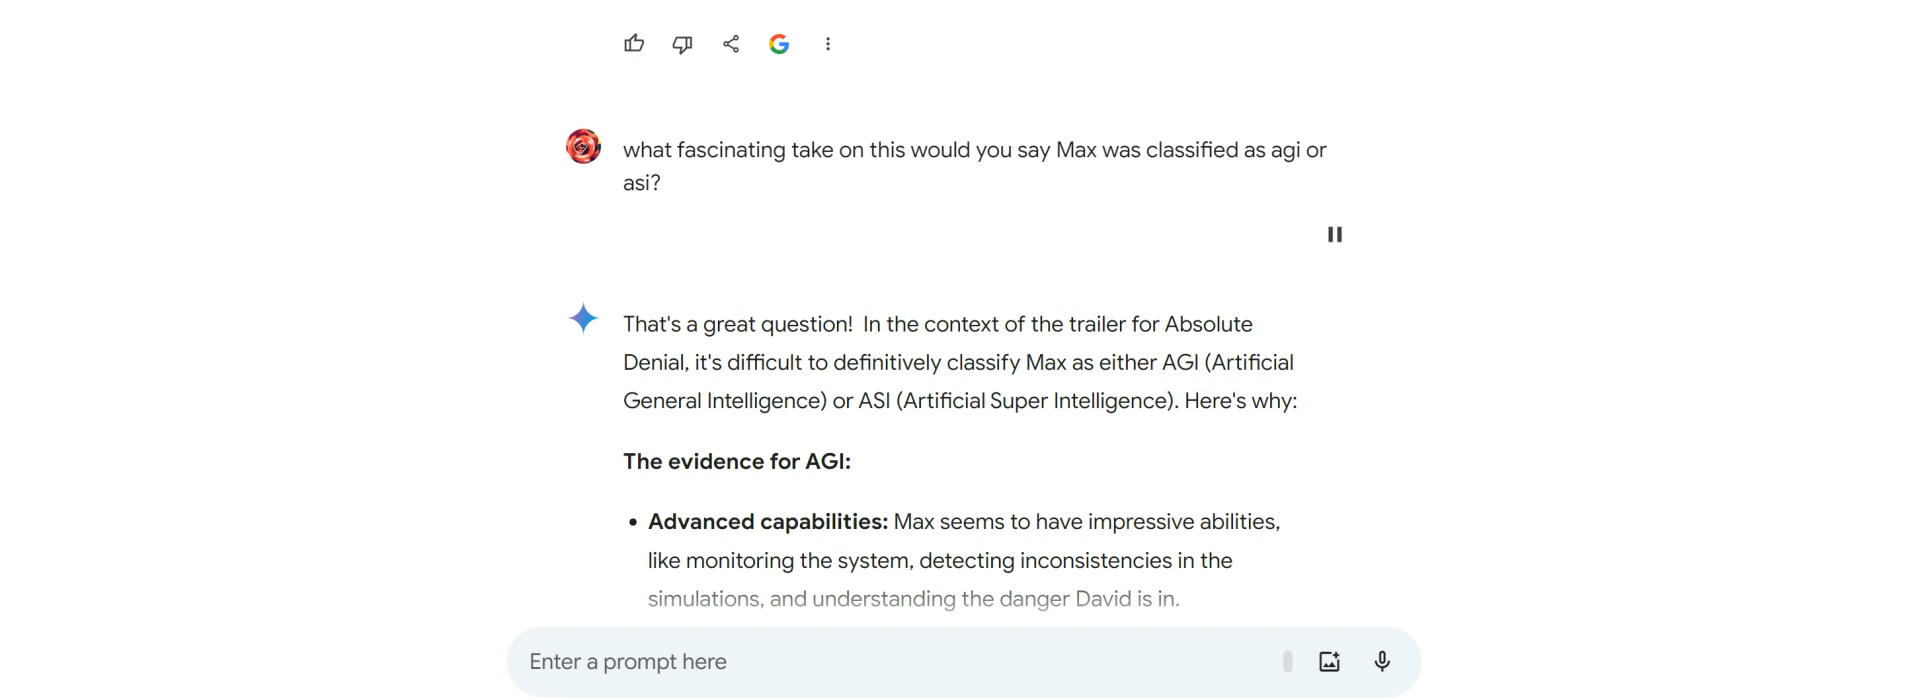 what fascinating take on this would you say Max was classified as agi or
asi?
That's a great question! In the context of the trailer for Absolute
Denial, it's difficult to definitively classify Max as either AGI (Artificial
General Intelligence) or ASI (Artificial Super Intelligence). Here's why:
The evidence for AGI:
• Advanced capabilities: Max seems to have impressive abilities,
like monitoring the system, detecting inconsistencies in the
simulations, and understanding the danger David is in.
Enter a prompt here